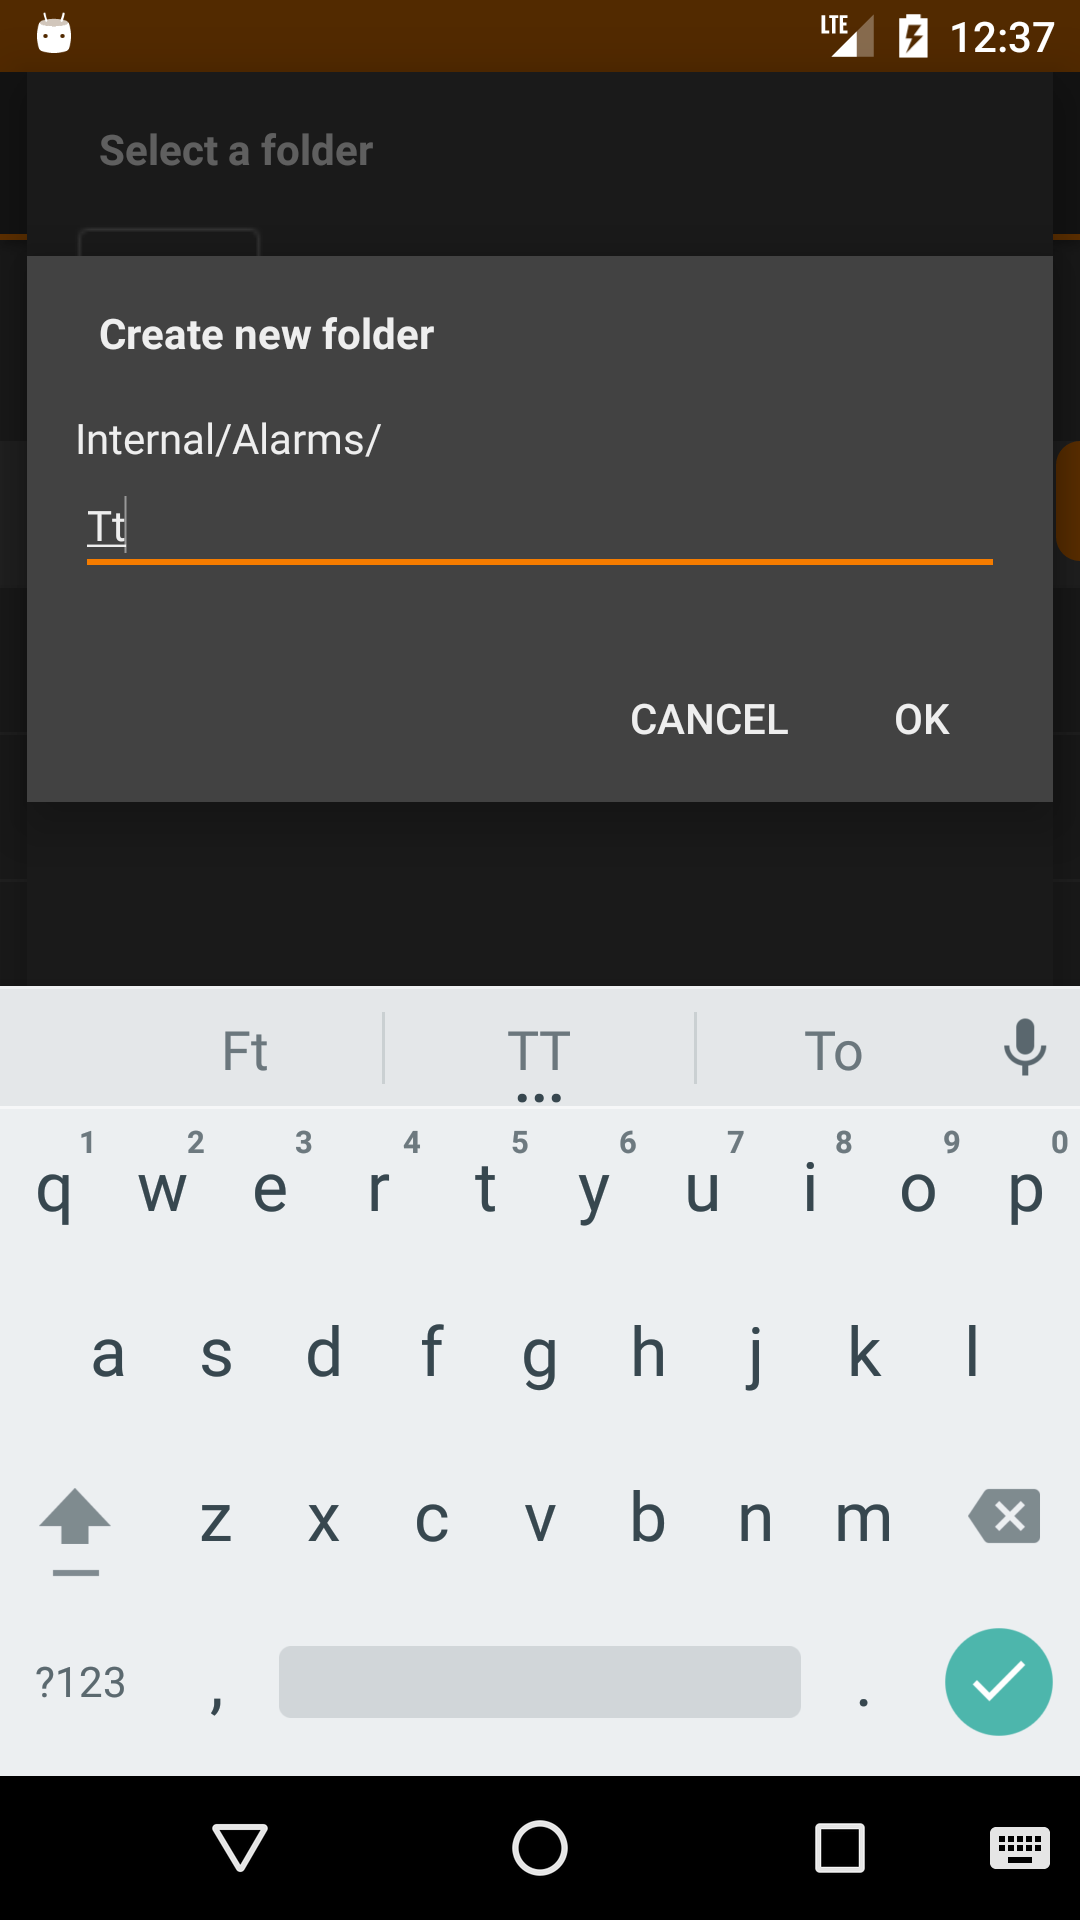 LTE 12:37
Select a folder
Create new folder
Internal/Alarms/
Tt
CANCEL OK
Ft TT To
1 2 3 4 5 6 7 8 9 0
q w e r t y u i o p
a s d f g h j k l
z x c v b n m
?123 , .